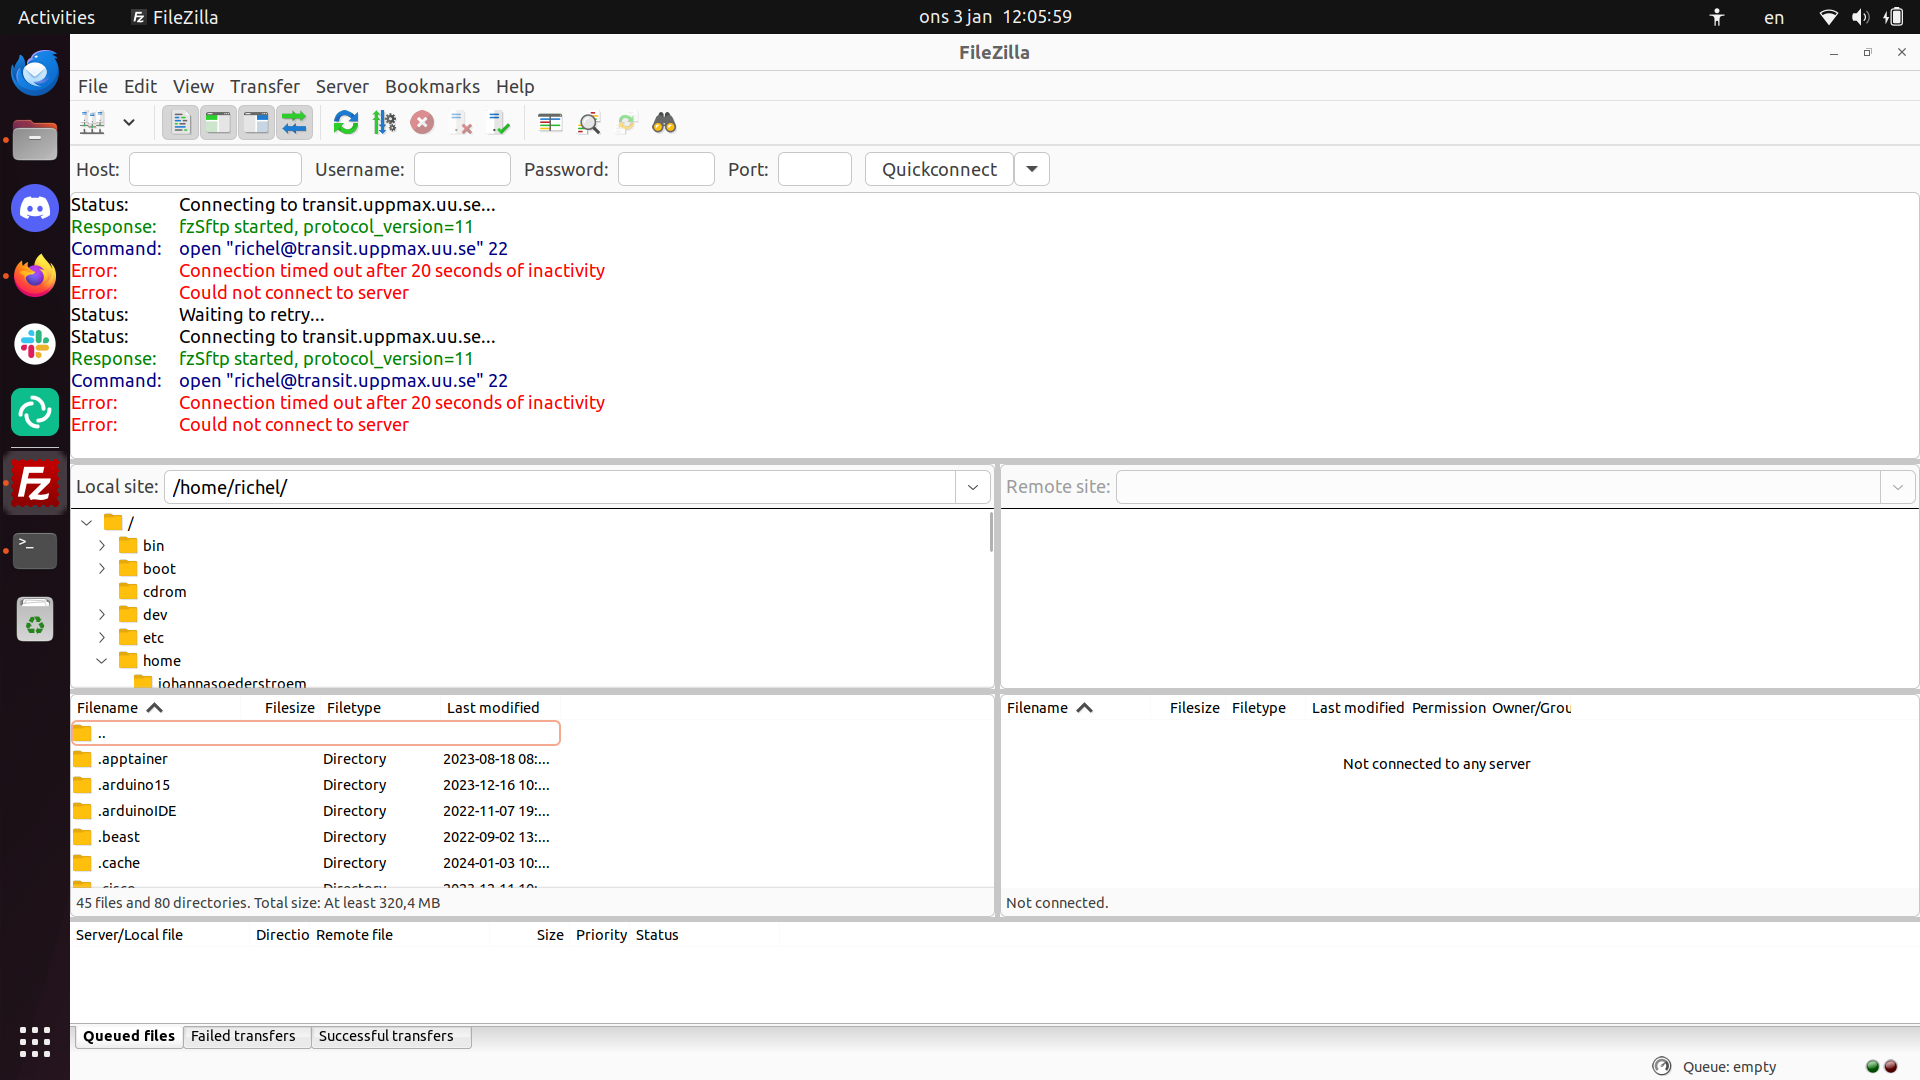 Activities FileZilla ons 3 jan 12:05:59 en
FileZilla
File Edit View Transfer Server Bookmarks Help
Host: Username: Password: Port: Quickconnect
Status: Connecting to transit.uppmax.uu.se...
Response: fzSftp started, protocol_version=11
Command: open "richel@transit.uppmax.uu.se" 22
Error: Connection timed out after 20 seconds of inactivity
Error: Could not connect to server
Status: Waiting to retry...
Status: Connecting to transit.uppmax.uu.se...
Response: fzSftp started, protocol_version=11
Command: open "richel@transit.uppmax.uu.se" 22
Error: Connection timed out after 20 seconds of inactivity
Error: Could not connect to server
Local site: /home/richel/
Remote site:
/
bin
boot
cdrom
dev
etc
home
johannasoederstroem
Filename Filesize Filetype Last modified
..
.apptainer Directory 2023-08-18 08:...
.arduino15 Directory 2023-12-16 10:...
.arduinoIDE Directory 2022-11-07 19:...
.beast Directory 2022-09-02 13:...
.cache Directory 2024-01-03 10:...
.cisco Directory 2023-12-11 10:...
45 files and 80 directories. Total size: At least 320,4 MB
Filename Filesize Filetype Last modified Permission Owner/Grou
Not connected to any server
Not connected.
Server/Local file Directio Remote file Size Priority Status
Queued files Failed transfers Successful transfers
Queue: empty